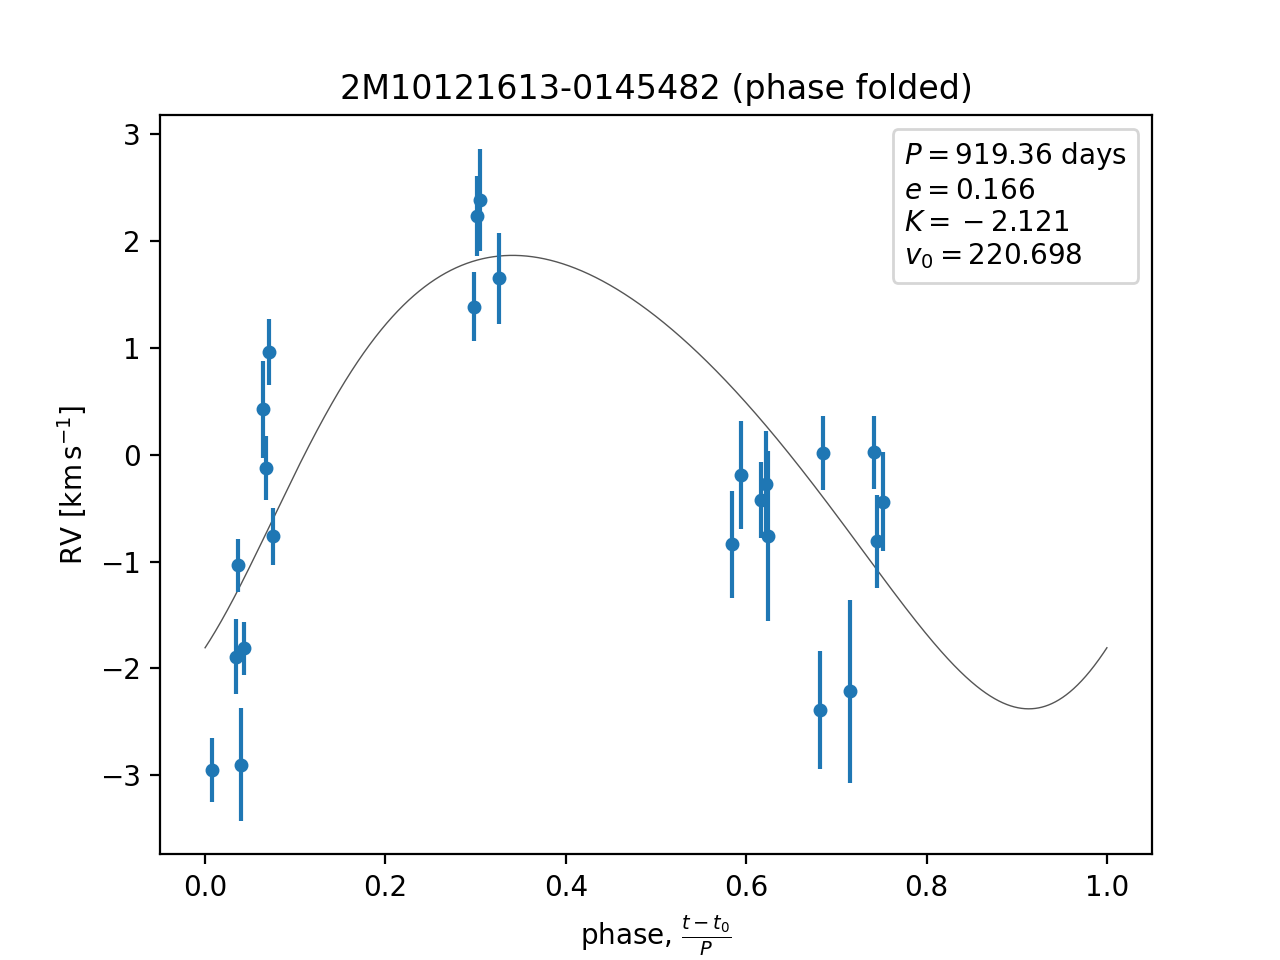 2M10121613-0145482 (phase folded)
P = 919.36 days
e = 0.166
K = −2.121
v₀ = 220.698
RV [km s⁻¹]
3
2
1
0
−1
−2
−3
0.0 0.2 0.4 0.6 0.8 1.0
phase, (t − t₀)/P